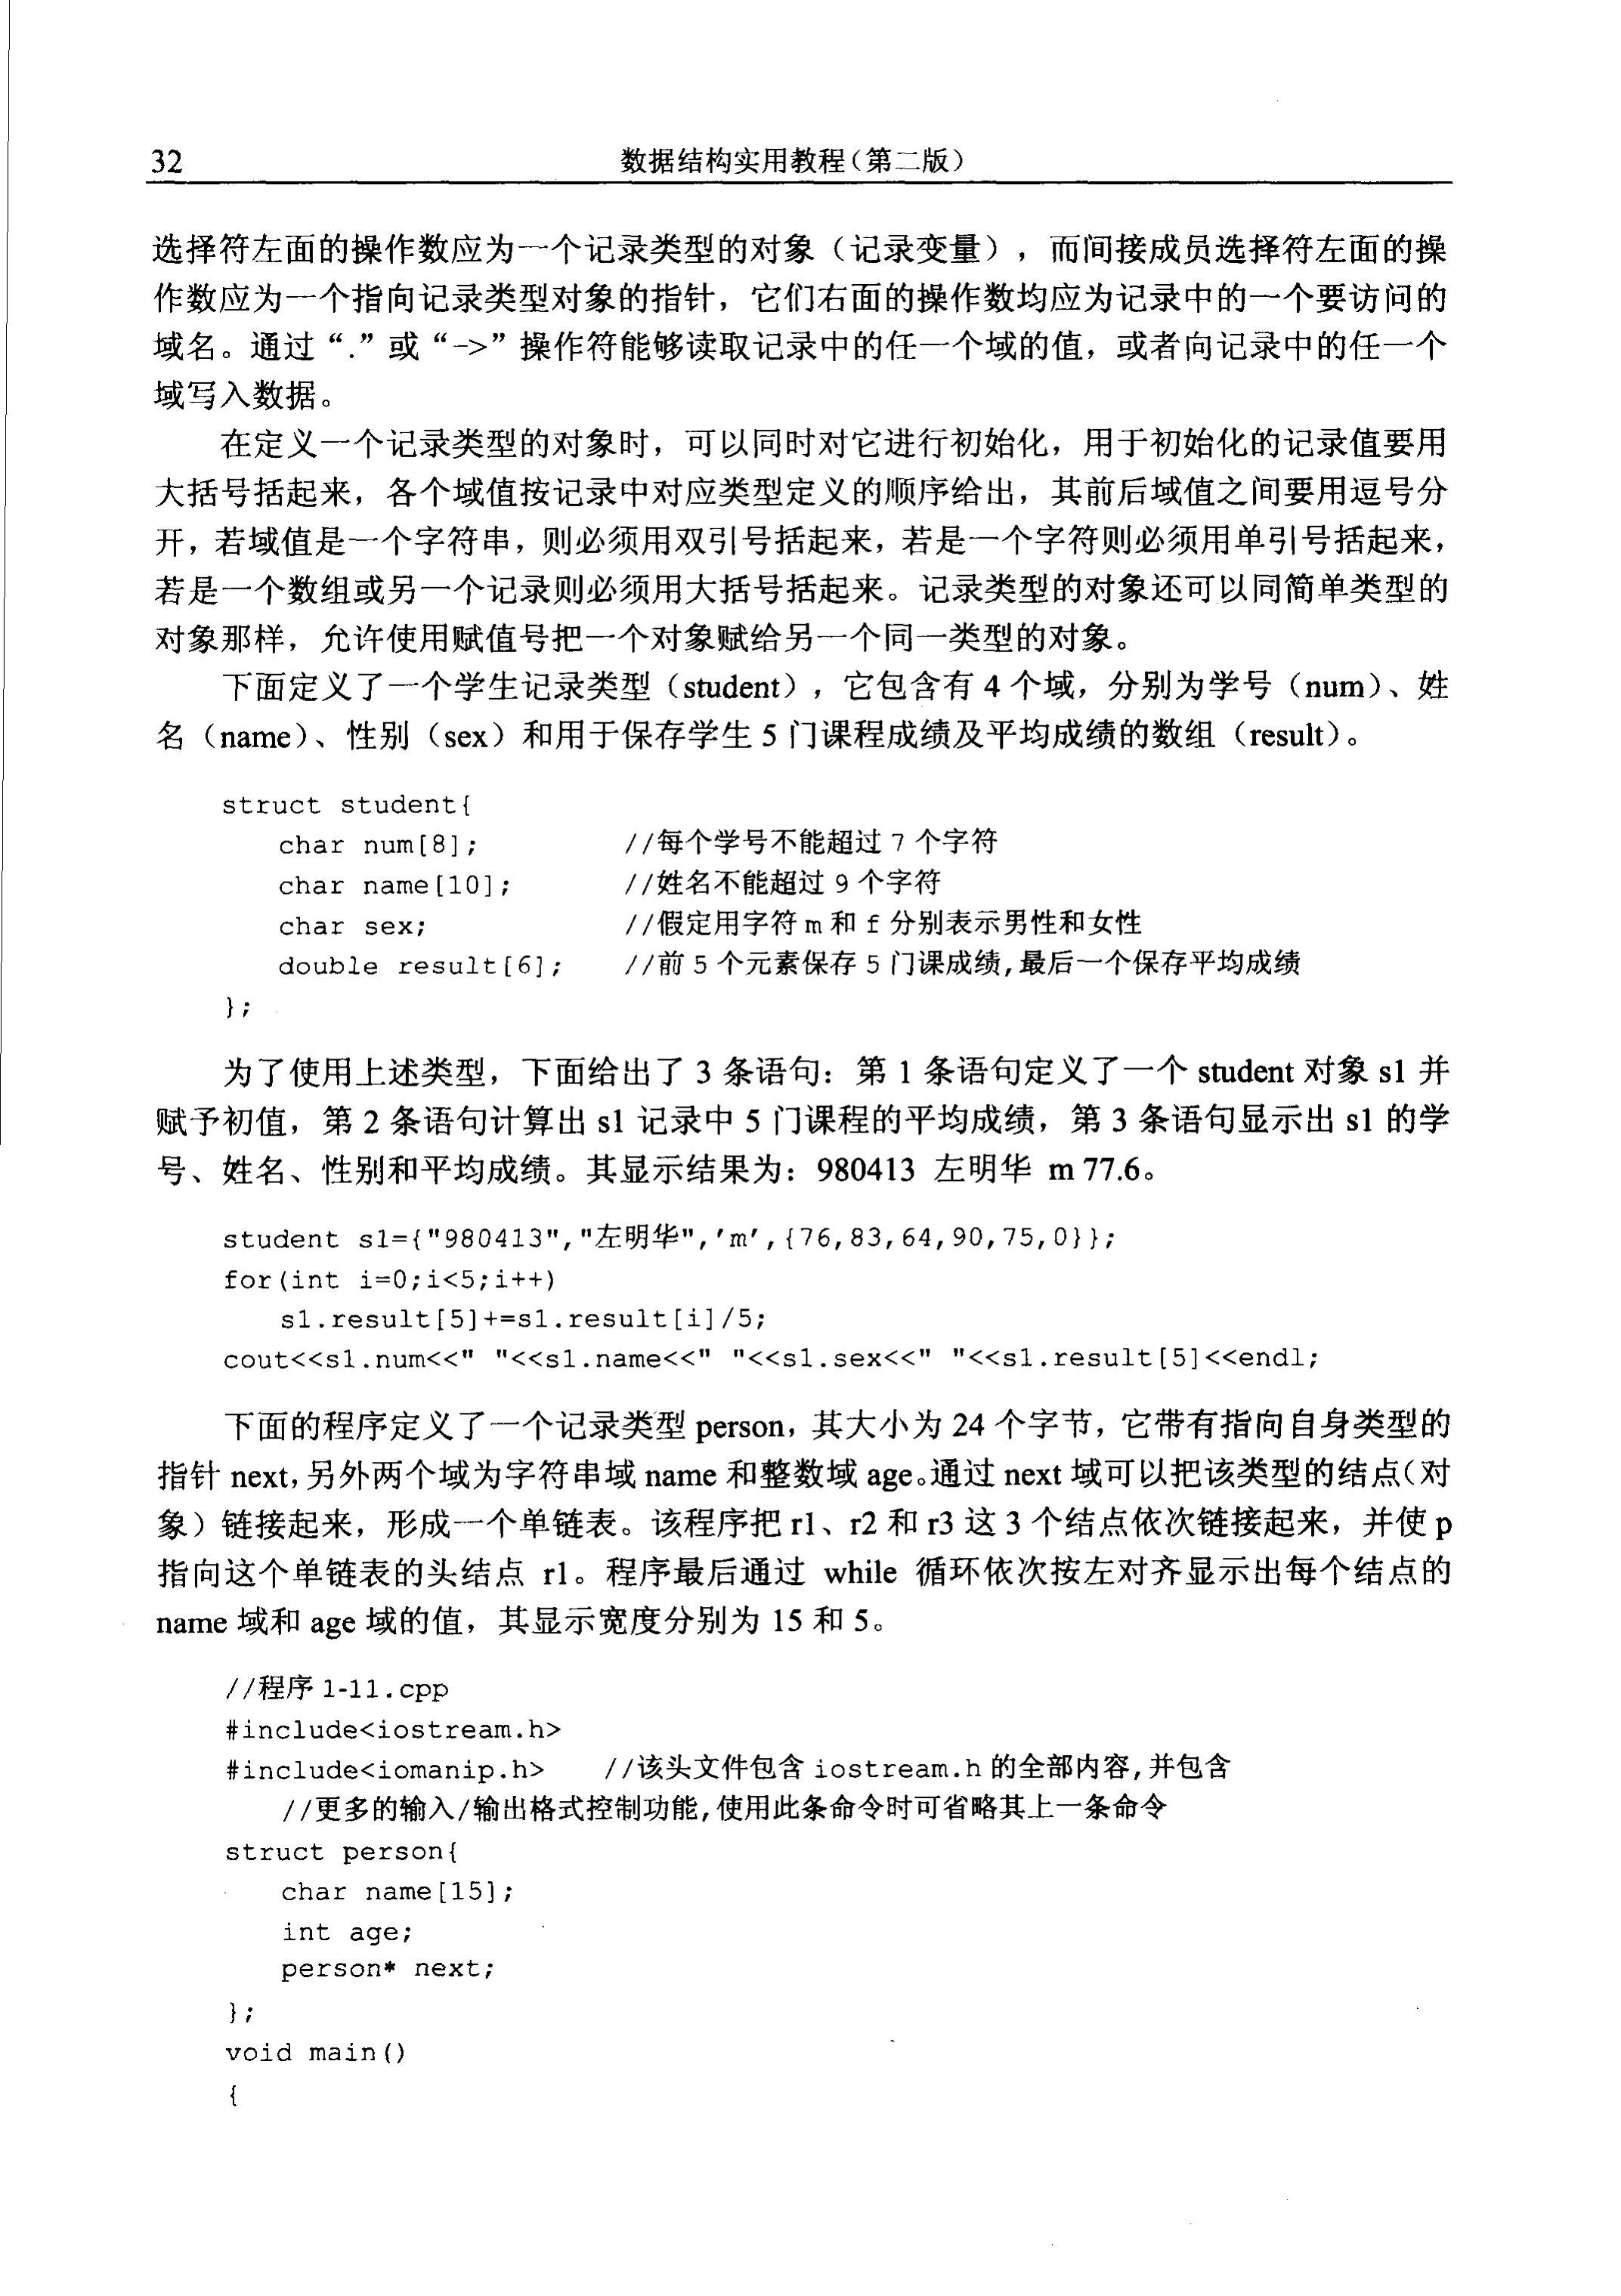 32 数据结构实用教程(第二版)
选择符左面的操作数应为一个记录类型的对象（记录变量），而间接成员选择符左面的操
作数应为一个指向记录类型对象的指针，它们右面的操作数均应为记录中的一个要访问的
域名。通过“.”或“->”操作符能够读取记录中的任一个域的值，或者向记录中的任一个
域写入数据。
在定义一个记录类型的对象时，可以同时对它进行初始化，用于初始化的记录值要用
大括号括起来，各个域值按记录中对应类型定义的顺序给出，其前后域值之间要用逗号分
开，若域值是一个字符串，则必须用双引号括起来，若是一个字符则必须用单引号括起来，
若是一个数组或另一个记录则必须用大括号括起来。记录类型的对象还可以同简单类型的
对象那样，允许使用赋值号把一个对象赋给另一个同一类型的对象。
下面定义了一个学生记录类型（student），它包含有 4 个域，分别为学号（num）、姓
名（name）、性别（sex）和用于保存学生 5 门课程成绩及平均成绩的数组（result）。
struct student{
char num[8]; //每个学号不能超过 7 个字符
char name[10]; //姓名不能超过 9 个字符
char sex; //假定用字符 m 和 f 分别表示男性和女性
double result[6]; //前 5 个元素保存 5 门课成绩,最后一个保存平均成绩
};
为了使用上述类型，下面给出了 3 条语句：第 1 条语句定义了一个 student 对象 s1 并
赋予初值，第 2 条语句计算出 s1 记录中 5 门课程的平均成绩，第 3 条语句显示出 s1 的学
号、姓名、性别和平均成绩。其显示结果为：980413 左明华 m 77.6。
student s1={"980413","左明华",'m',{76,83,64,90,75,0}};
for(int i=0;i<5;i++)
s1.result[5]+=s1.result[i]/5;
cout<<s1.num<<" "<<s1.name<<" "<<s1.sex<<" "<<s1.result[5]<<endl;
下面的程序定义了一个记录类型 person，其大小为 24 个字节，它带有指向自身类型的
指针 next，另外两个域为字符串域 name 和整数域 age。通过 next 域可以把该类型的结点（对
象）链接起来，形成一个单链表。该程序把 r1、r2 和 r3 这 3 个结点依次链接起来，并使 p
指向这个单链表的头结点 r1。程序最后通过 while 循环依次按左对齐显示出每个结点的
name 域和 age 域的值，其显示宽度分别为 15 和 5。
//程序 1-11.cpp
#include<iostream.h>
#include<iomanip.h> //该头文件包含 iostream.h 的全部内容,并包含
//更多的输入/输出格式控制功能,使用此条命令时可省略其上一条命令
struct person{
char name[15];
int age;
person* next;
};
void main()
{